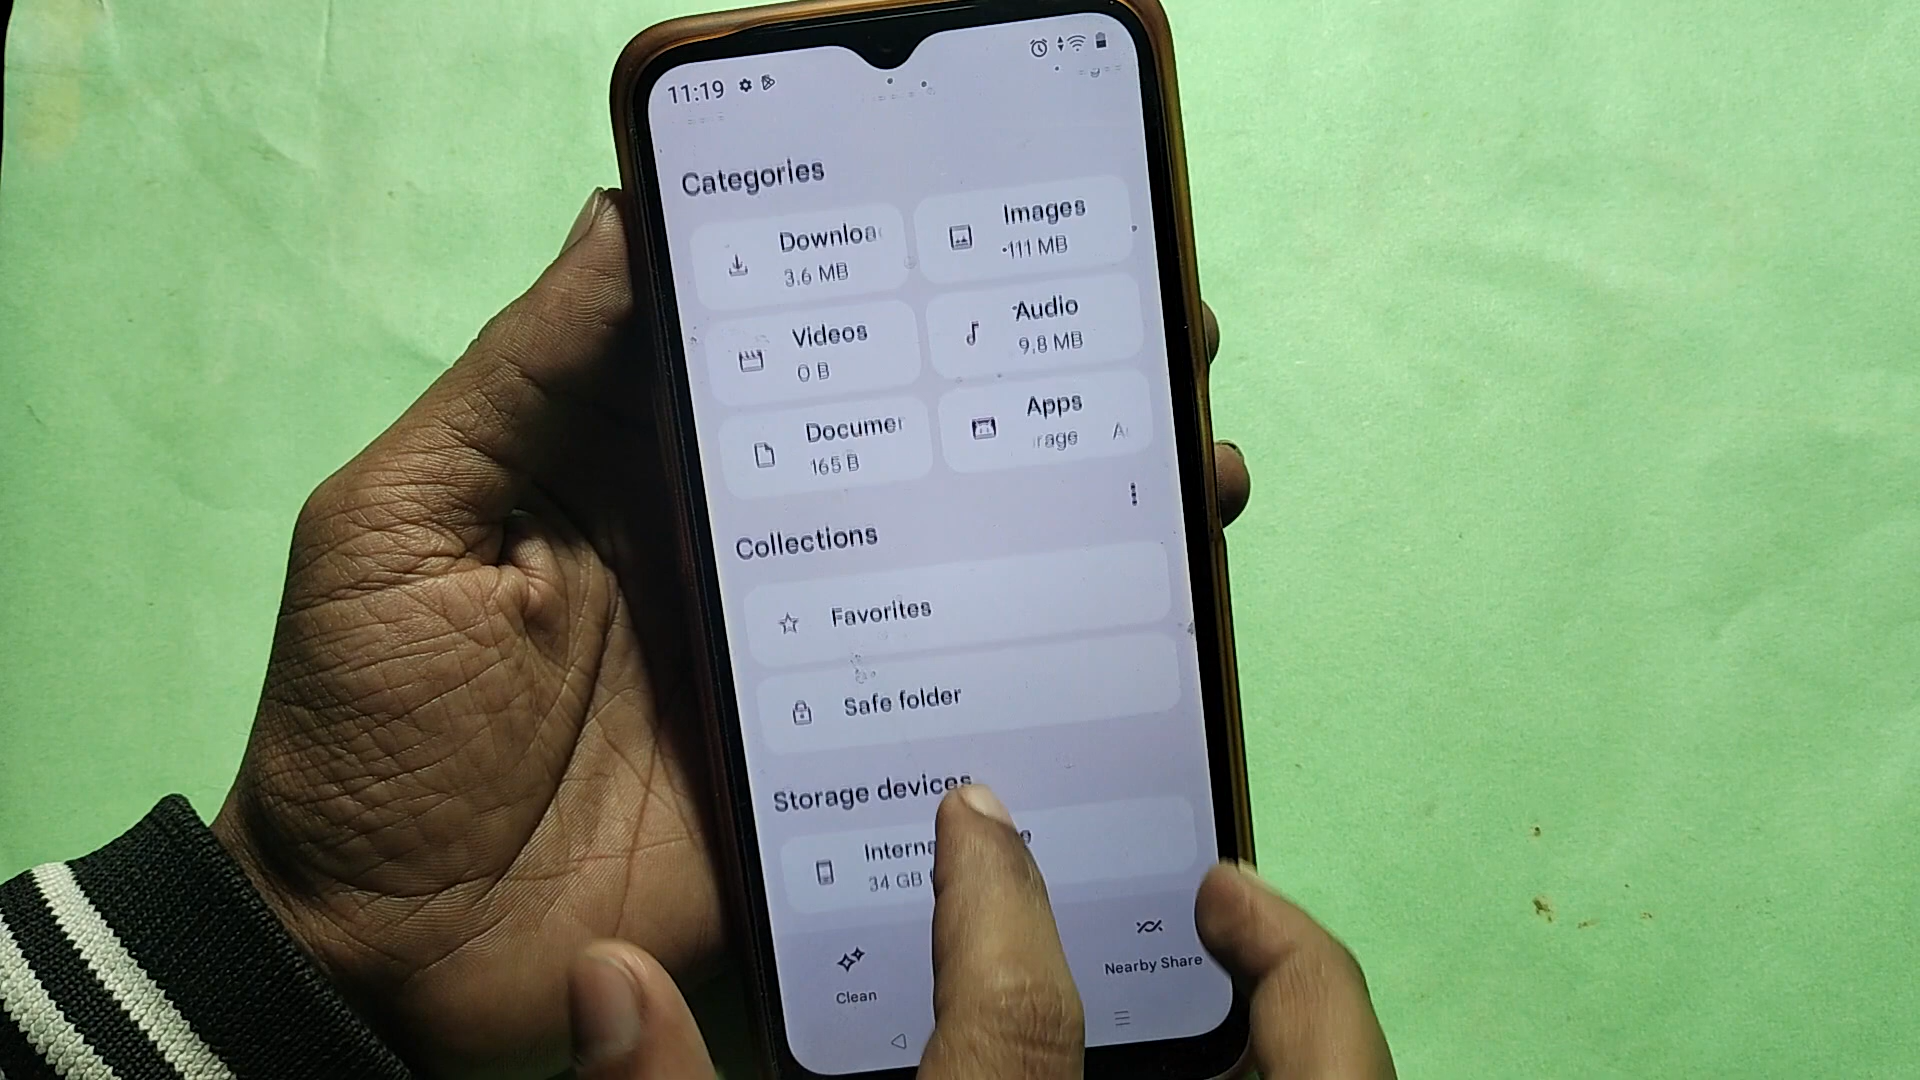 11:19
Categories
Downloa
3.6 MB
Images
111 MB
Videos
0 B
Audio
9.8 MB
Documer
165 B
Apps
rage A
Collections
Favorites
Safe folder
Storage devices
Interna
34 GB
Clean
Nearby Share